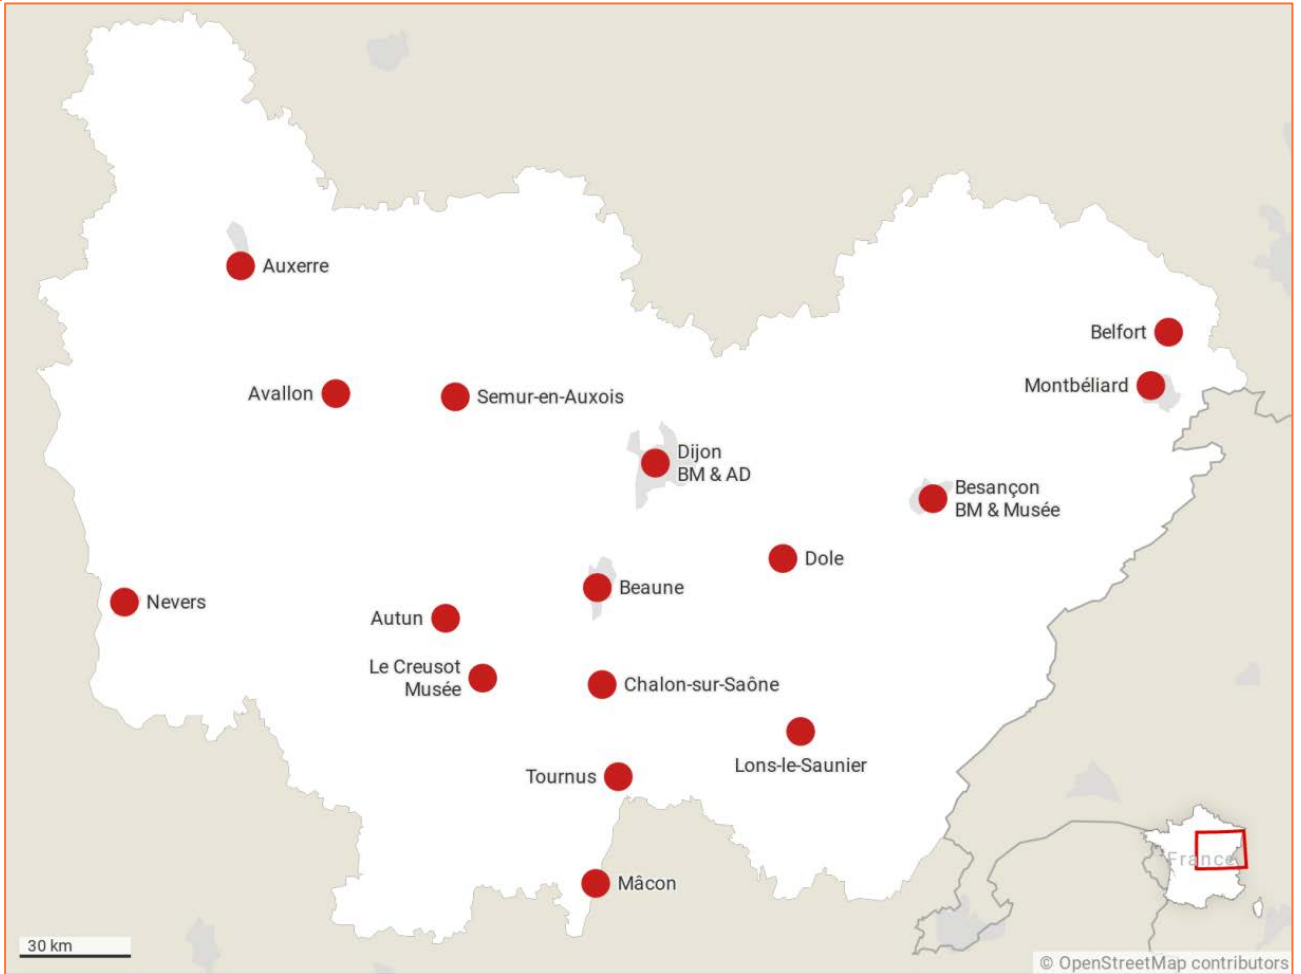 Auxerre
Belfort
Avallon
Semur-en-Auxois
Montbéliard
Dijon
BM & AD
Besançon
BM & Musée
Dole
Beaune
Nevers
Autun
Le Creusot
Musée
Chalon-sur-Saône
Lons-le-Saunier
Tournus
Mâcon
France
30 km
© OpenStreetMap contributors